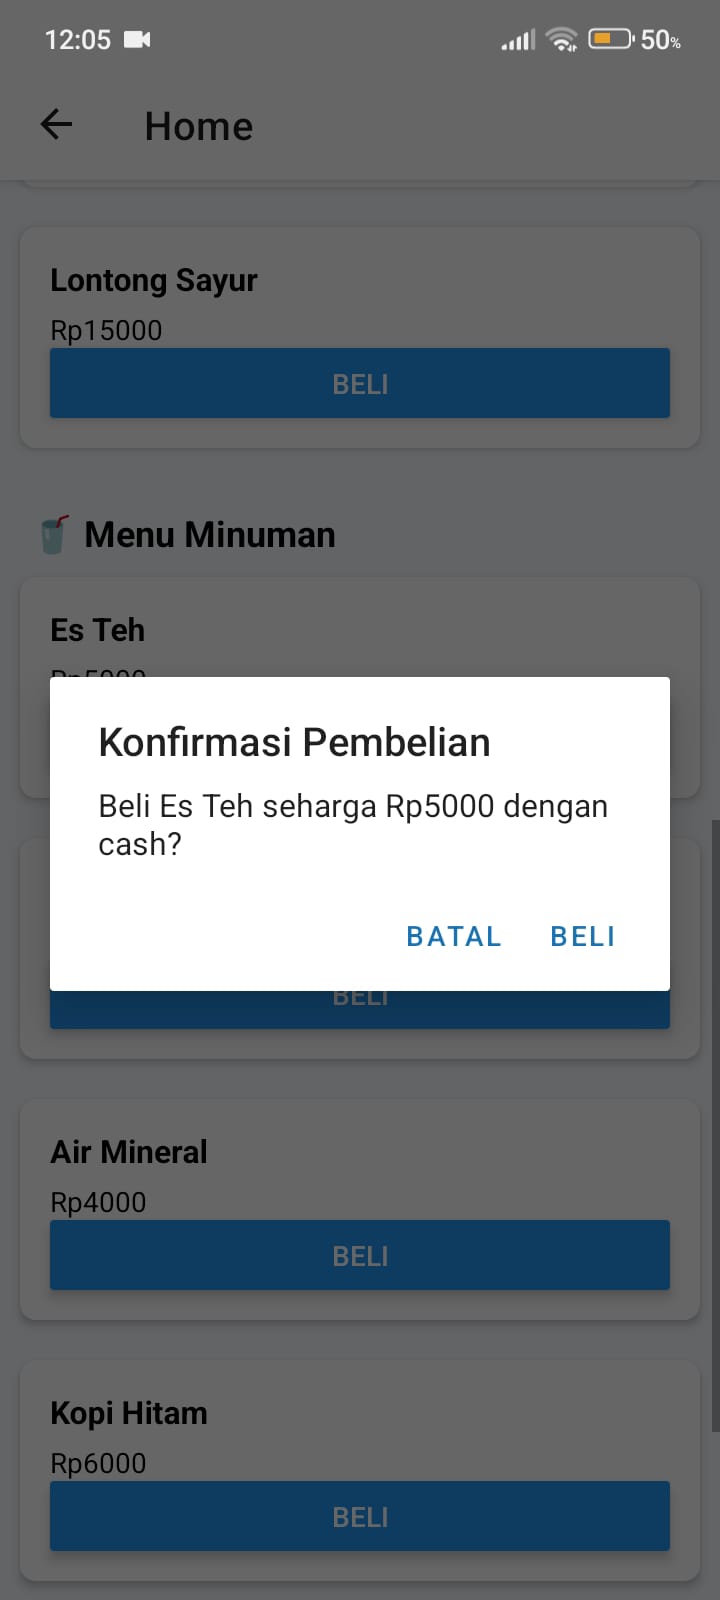 12:05 50%
Home
Lontong Sayur
Rp15000
BELI
Menu Minuman
Es Teh
Rp5000
Konfirmasi Pembelian
Beli Es Teh seharga Rp5000 dengan
cash?
BATAL BELI
BELI
Air Mineral
Rp4000
BELI
Kopi Hitam
Rp6000
BELI